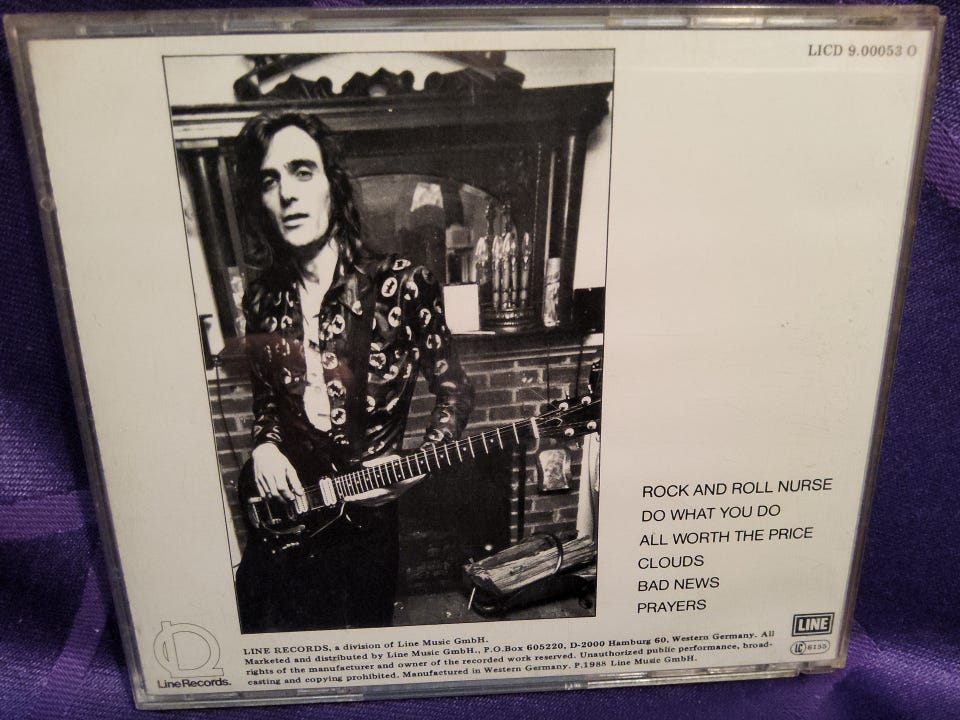 LICD 9.00053 O
ROCK AND ROLL NURSE
DO WHAT YOU DO
ALL WORTH THE PRICE
CLOUDS
BAD NEWS
PRAYERS
LINE RECORDS, a division of Line Music GmbH.
Marketed and distributed by Line Music GmbH., P.O.Box 605220, D-2000 Hamburg 60, Western Germany. All
rights of the manufacturer and owner of the recorded work reserved. Unauthorized public performance, broad-
casting and copying prohibited. Manufactured in Western Germany. P.1988 Line Music GmbH.
Line Records.
LINE
LC 6135